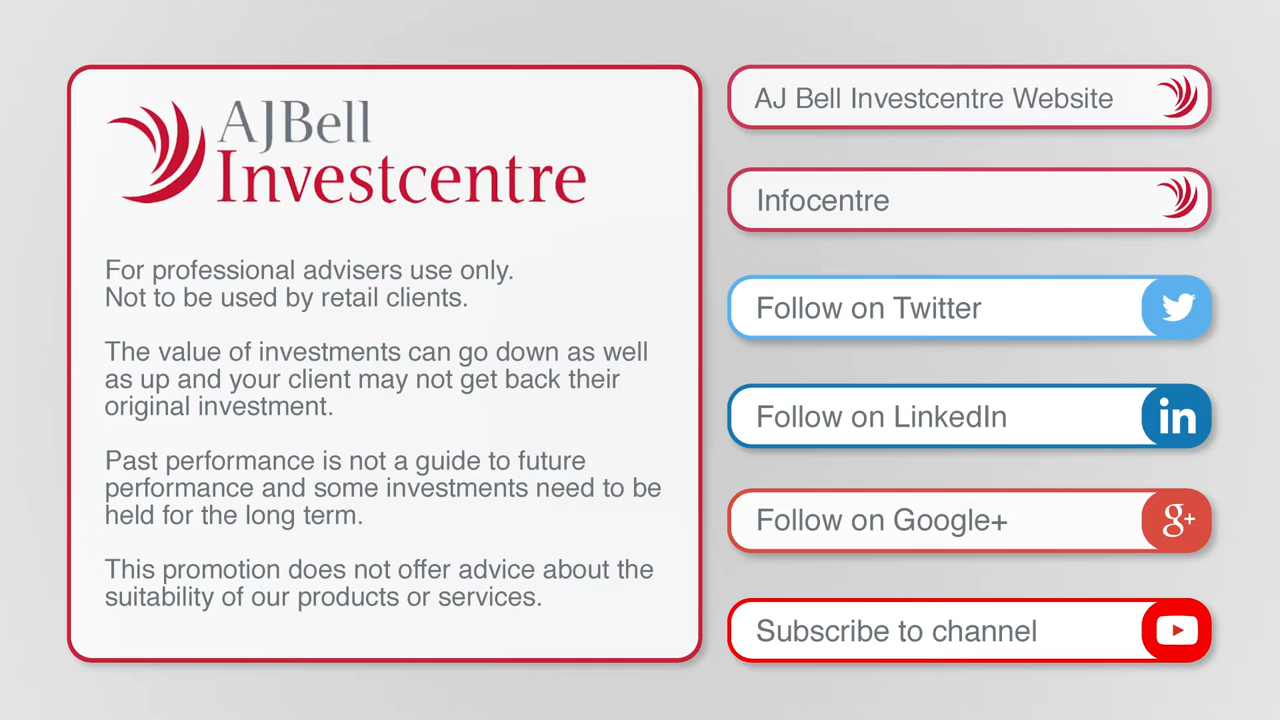 AJBell
Investcentre
For professional advisers use only.
Not to be used by retail clients.
The value of investments can go down as well
as up and your client may not get back their
original investment.
Past performance is not a guide to future
performance and some investments need to be
held for the long term.
This promotion does not offer advice about the
suitability of our products or services.
AJ Bell Investcentre Website
Infocentre
Follow on Twitter
Follow on LinkedIn
in
Follow on Google+
g+
Subscribe to channel